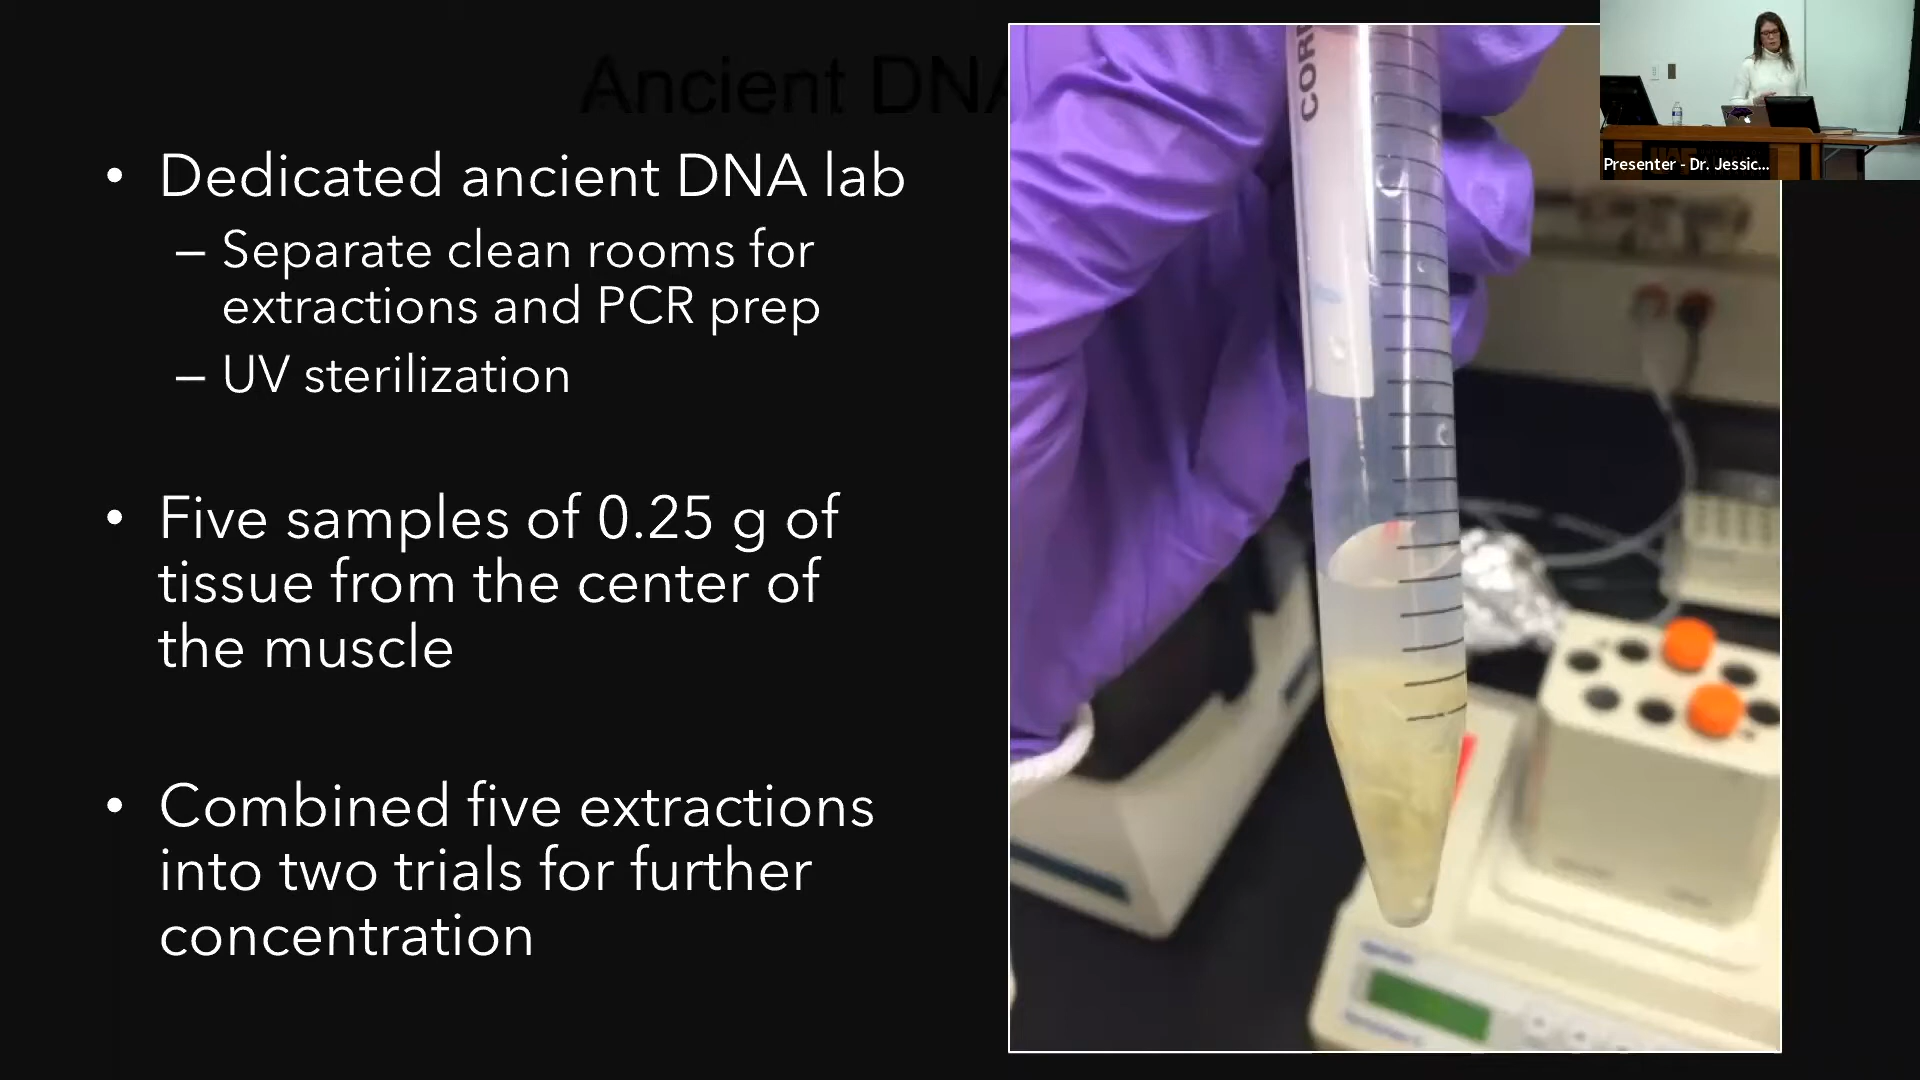 Ancient DNA
• Dedicated ancient DNA lab
– Separate clean rooms for
extractions and PCR prep
– UV sterilization
• Five samples of 0.25 g of
tissue from the center of
the muscle
• Combined five extractions
into two trials for further
concentration
COR
Presenter - Dr. Jessic...